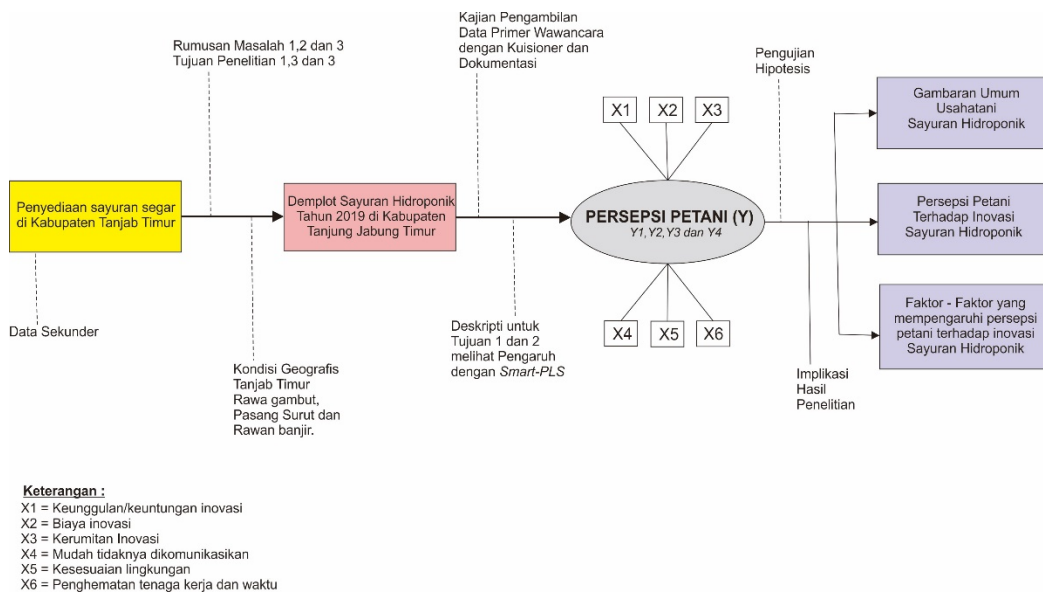 Rumusan Masalah 1,2 dan 3
Tujuan Penelitian 1,3 dan 3
Kajian Pengambilan
Data Primer Wawancara
dengan Kuisioner dan
Dokumentasi
Pengujian
Hipotesis
X1
X2
X3
Gambaran Umum
Usahatani
Sayuran Hidroponik
Penyediaan sayuran segar
di Kabupaten Tanjab Timur
Demplot Sayuran Hidroponik
Tahun 2019 di Kabupaten
Tanjung Jabung Timur
PERSEPSI PETANI (Y)
Y1,Y2,Y3 dan Y4
Persepsi Petani
Terhadap Inovasi
Sayuran Hidroponik
X4
X5
X6
Faktor - Faktor yang
mempengaruhi persepsi
petani terhadap inovasi
Sayuran Hidroponik
Data Sekunder
Kondisi Geografis
Tanjab Timur
Rawa gambut,
Pasang Surut dan
Rawan banjir.
Deskripti untuk
Tujuan 1 dan 2
melihat Pengaruh
dengan Smart-PLS
Implikasi
Hasil
Penelitian
Keterangan :
X1 = Keunggulan/keuntungan inovasi
X2 = Biaya inovasi
X3 = Kerumitan Inovasi
X4 = Mudah tidaknya dikomunikasikan
X5 = Kesesuaian lingkungan
X6 = Penghematan tenaga kerja dan waktu